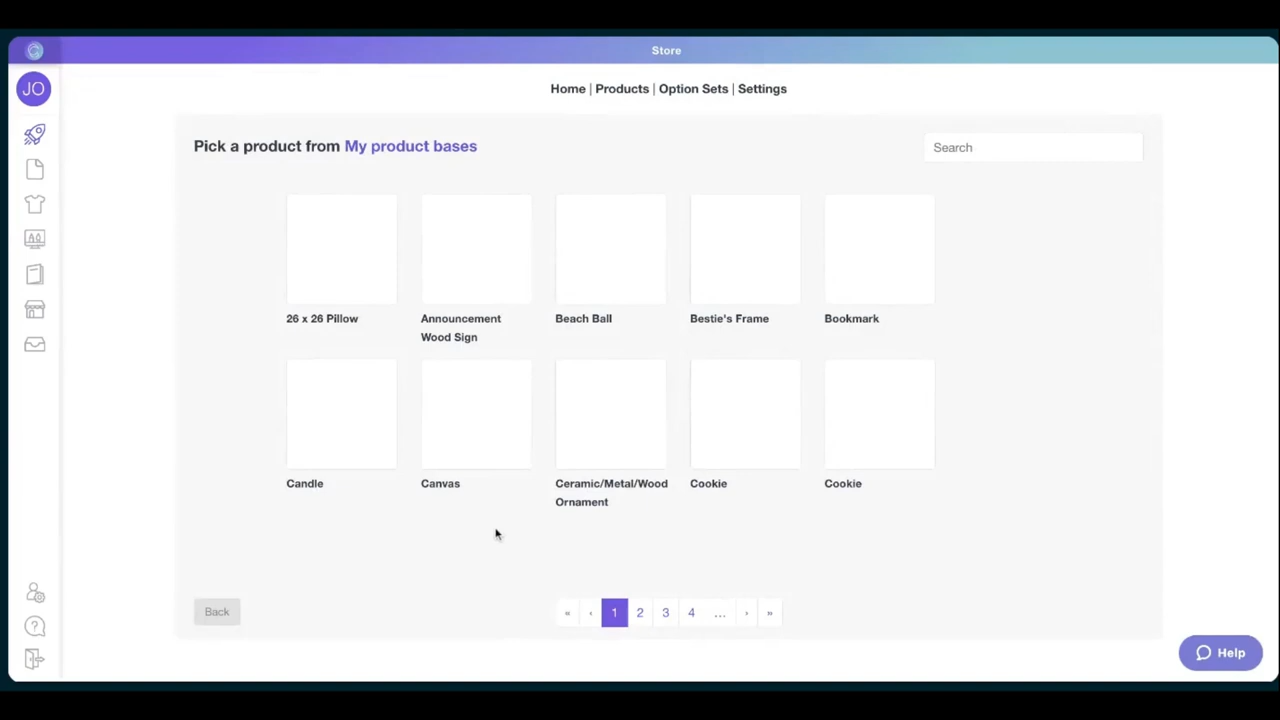 Store
JO
Home | Products | Option Sets | Settings
Pick a product from My product bases
Search
26 x 26 Pillow
Announcement
Wood Sign
Beach Ball
Bestie's Frame
Bookmark
Candle
Canvas
Ceramic/Metal/Wood
Ornament
Cookie
Cookie
Back
« ‹ 1 2 3 4 ... › »
Help